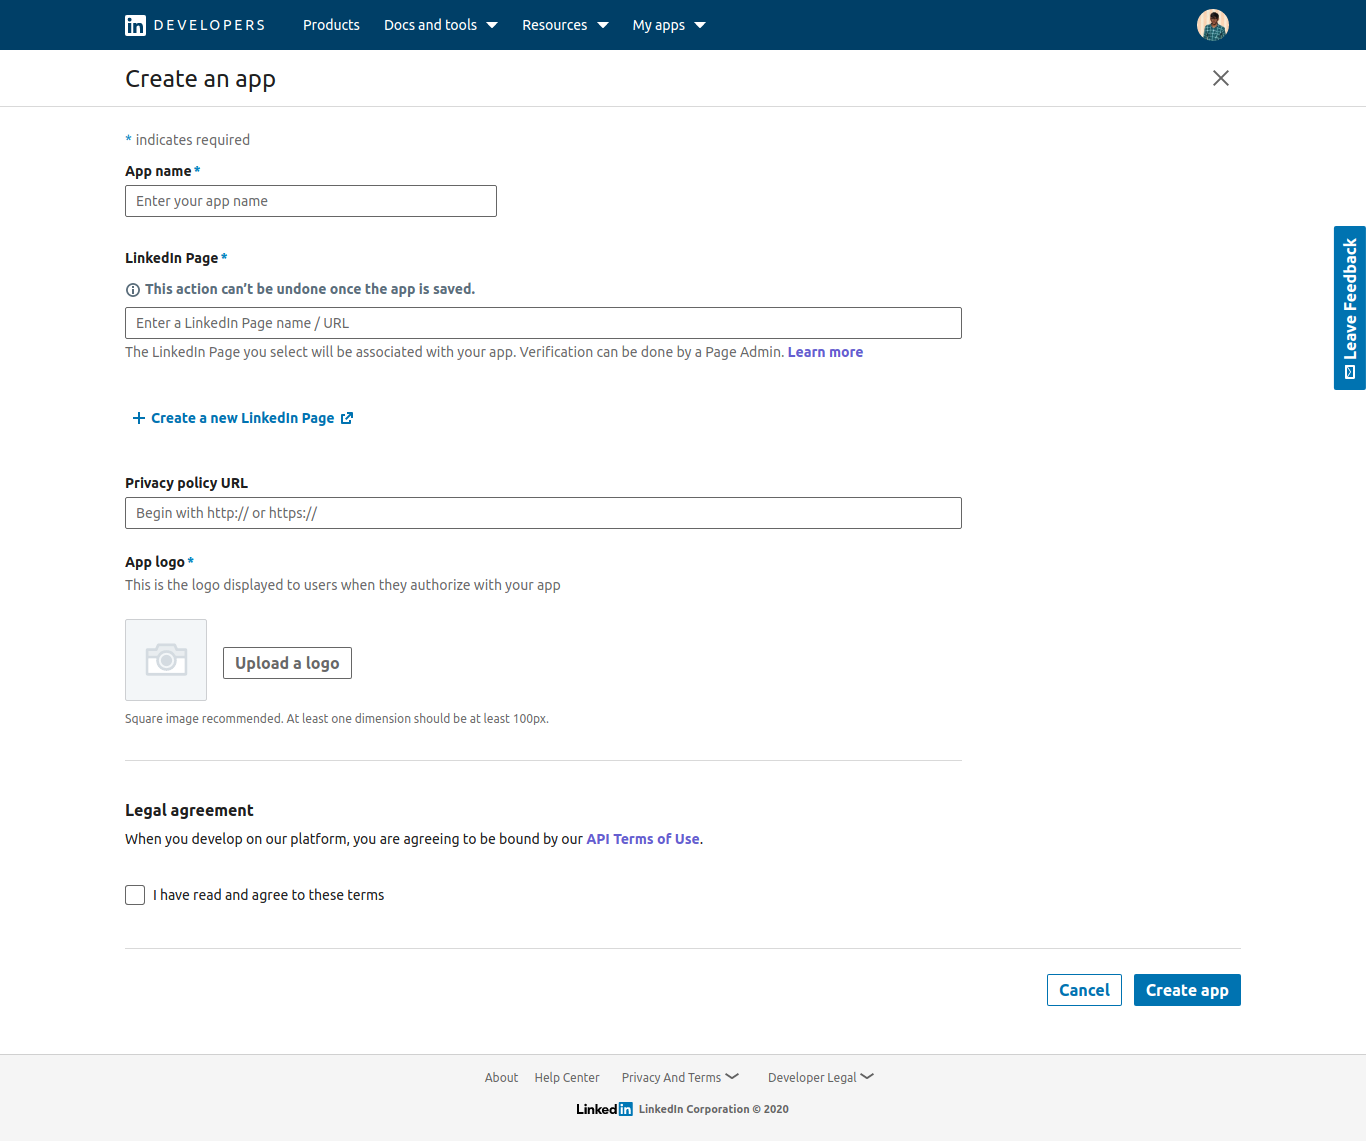 in DEVELOPERS Products Docs and tools Resources My apps
Create an app
* indicates required
App name *
Enter your app name
LinkedIn Page *
This action can't be undone once the app is saved.
Enter a LinkedIn Page name / URL
The LinkedIn Page you select will be associated with your app. Verification can be done by a Page Admin. Learn more
Create a new LinkedIn Page
Privacy policy URL
Begin with http:// or https://
App logo *
This is the logo displayed to users when they authorize with your app
Upload a logo
Square image recommended. At least one dimension should be at least 100px.
Legal agreement
When you develop on our platform, you are agreeing to be bound by our API Terms of Use.
I have read and agree to these terms
Cancel Create app
Leave Feedback
About Help Center Privacy And Terms Developer Legal
Linkedin LinkedIn Corporation © 2020